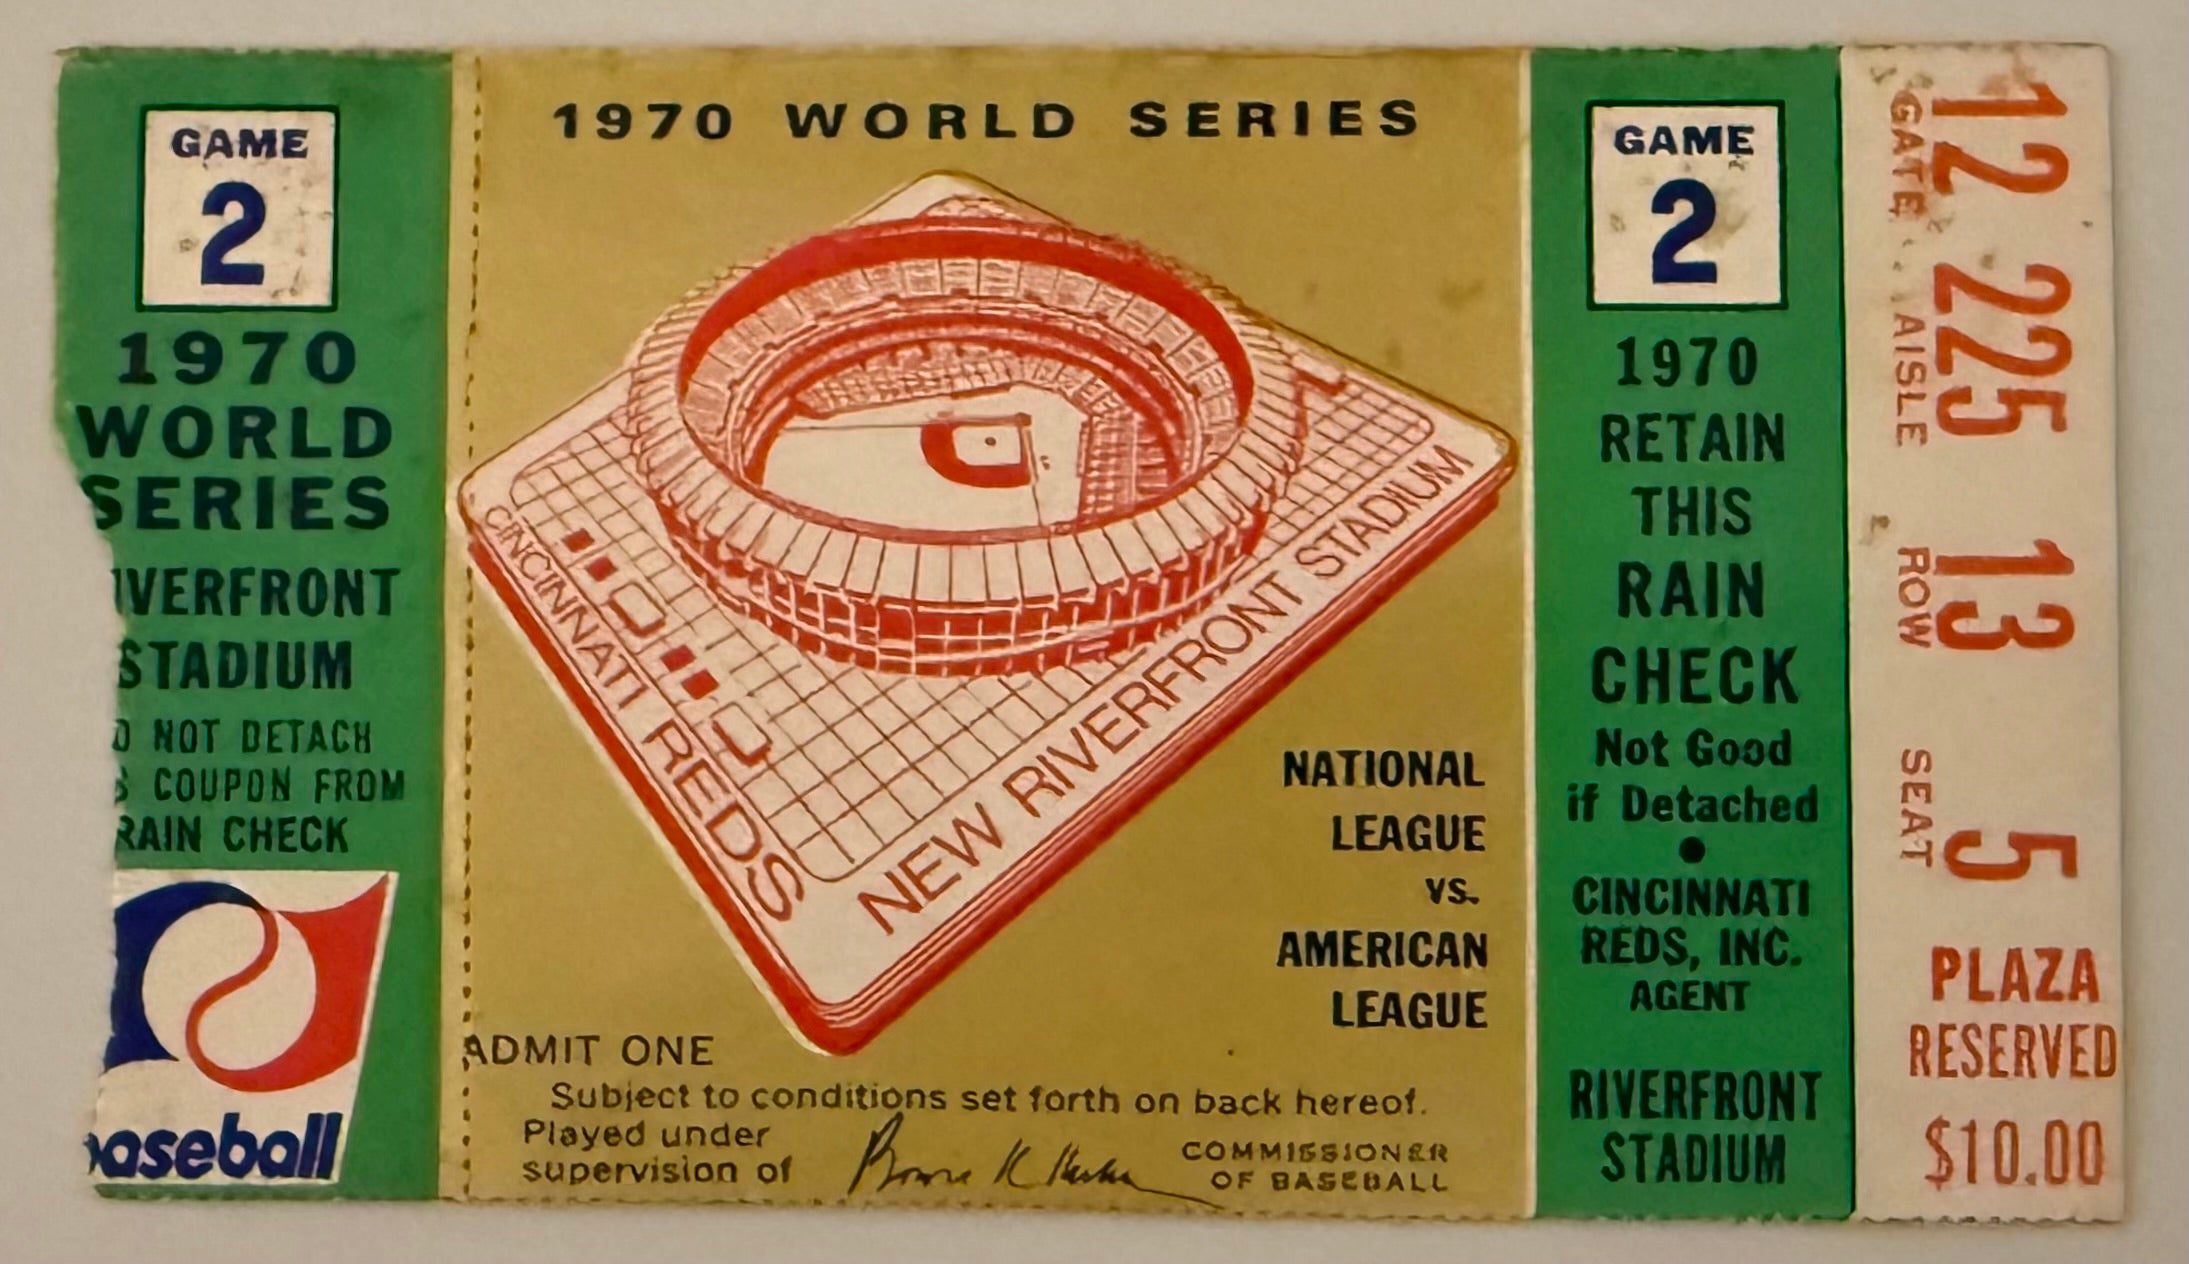 GAME
2
1970
WORLD
SERIES
IVERFRONT
STADIUM
O NOT DETACH
S COUPON FROM
RAIN CHECK
baseball
1970 WORLD SERIES
CINCINNATI REDS
NEW RIVERFRONT STADIUM
NATIONAL
LEAGUE
VS.
AMERICAN
LEAGUE
ADMIT ONE
Subject to conditions set forth on back hereof.
Played under
supervision of
Bowie K Kuhn
COMMISSIONER
OF BASEBALL
GAME
2
1970
RETAIN
THIS
RAIN
CHECK
Not Good
if Detached
•
CINCINNATI
REDS, INC.
AGENT
RIVERFRONT
STADIUM
12 225 13 5
GATE AISLE ROW SEAT
PLAZA
RESERVED
$10.00